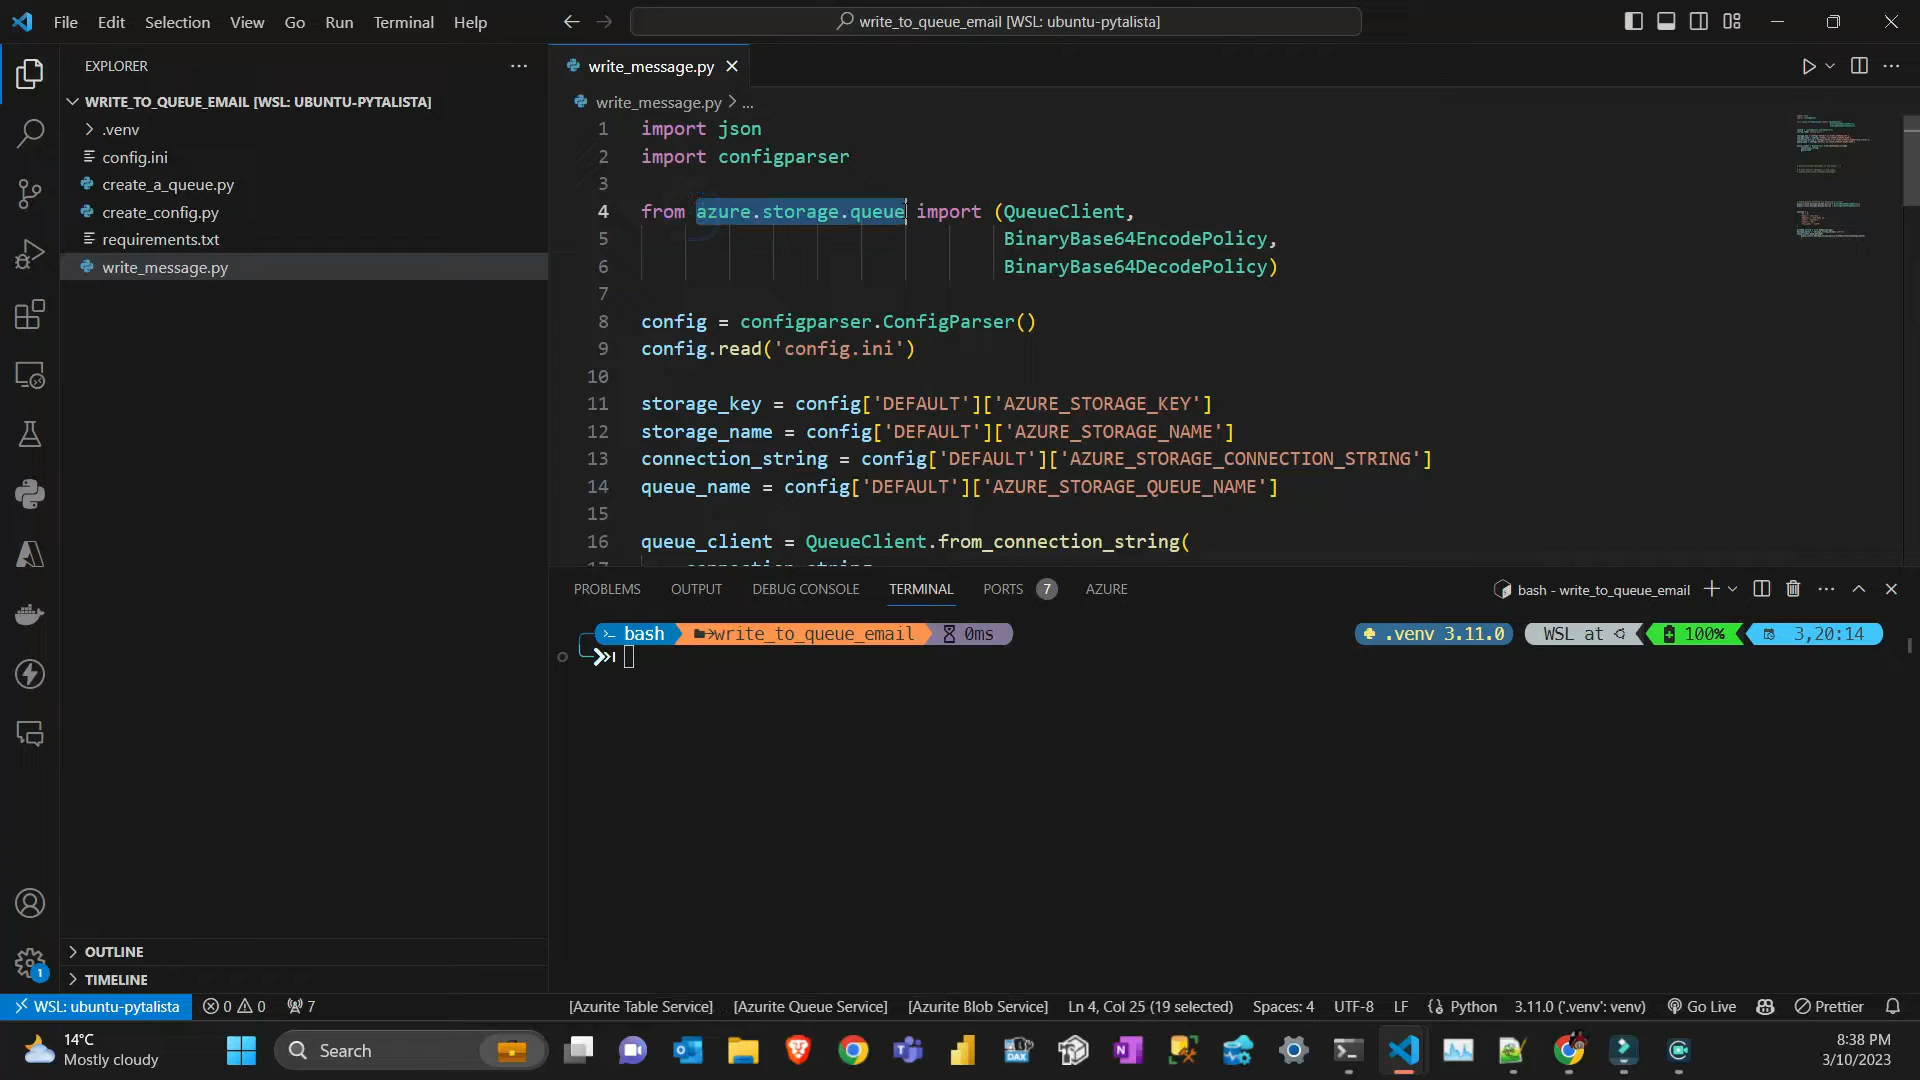 File Edit Selection View Go Run Terminal Help
write_to_queue_email [WSL: ubuntu-pytalista]
EXPLORER
WRITE_TO_QUEUE_EMAIL [WSL: UBUNTU-PYTALISTA]
.venv
config.ini
create_a_queue.py
create_config.py
requirements.txt
write_message.py
OUTLINE
TIMELINE
write_message.py
write_message.py > ...
1 import json
2 import configparser
3
4 from azure.storage.queue import (QueueClient,
5 BinaryBase64EncodePolicy,
6 BinaryBase64DecodePolicy)
7
8 config = configparser.ConfigParser()
9 config.read('config.ini')
10
11 storage_key = config['DEFAULT']['AZURE_STORAGE_KEY']
12 storage_name = config['DEFAULT']['AZURE_STORAGE_NAME']
13 connection_string = config['DEFAULT']['AZURE_STORAGE_CONNECTION_STRING']
14 queue_name = config['DEFAULT']['AZURE_STORAGE_QUEUE_NAME']
15
16 queue_client = QueueClient.from_connection_string(
PROBLEMS OUTPUT DEBUG CONSOLE TERMINAL PORTS 7 AZURE
bash - write_to_queue_email
bash write_to_queue_email 0ms
.venv 3.11.0 WSL at 100% 3,20:14
1
WSL: ubuntu-pytalista 0 0 7 [Azurite Table Service] [Azurite Queue Service] [Azurite Blob Service] Ln 4, Col 25 (19 selected) Spaces: 4 UTF-8 LF Python 3.11.0 ('.venv': venv) Go Live Prettier
14°C
Mostly cloudy
Search
DAX
8:38 PM
3/10/2023